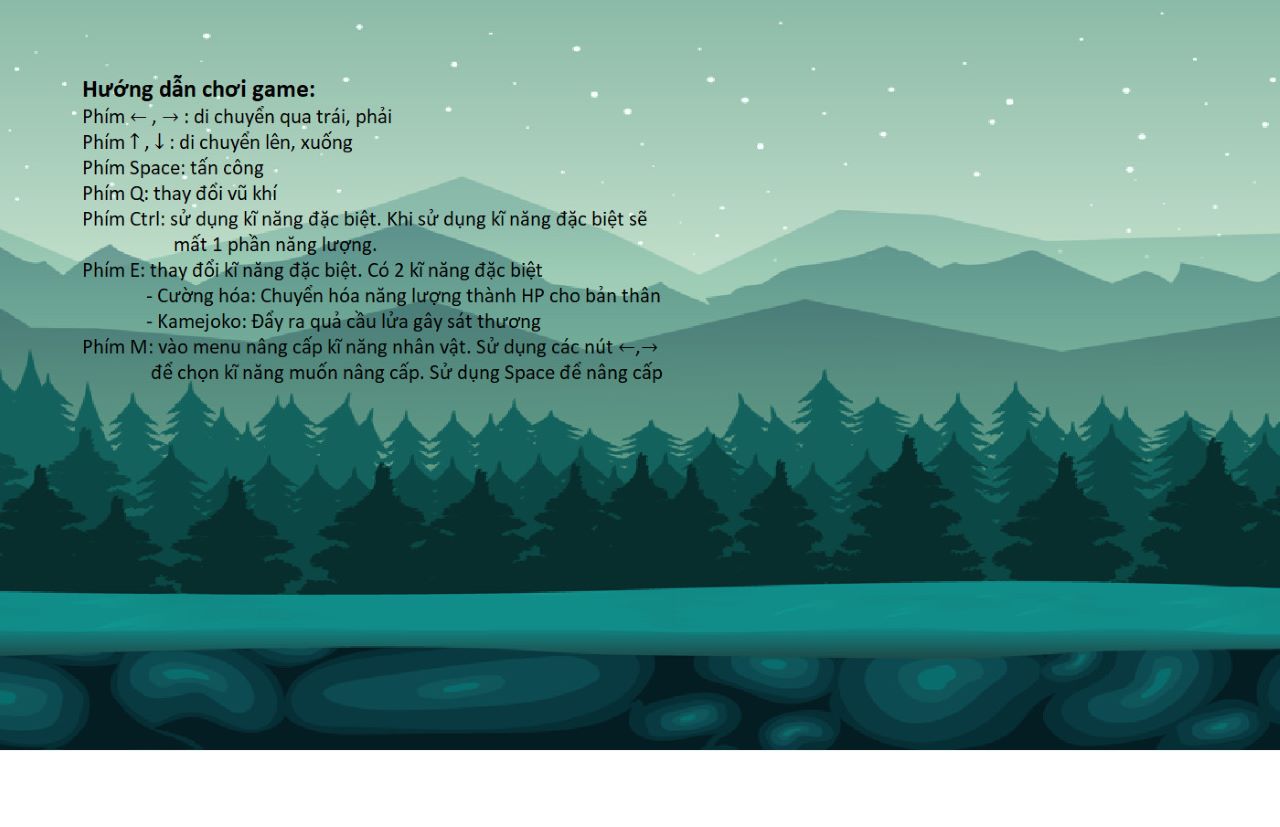 Hướng dẫn chơi game:
Phím ← , → : di chuyển qua trái, phải
Phím ↑ , ↓ : di chuyển lên, xuống
Phím Space: tấn công
Phím Q: thay đổi vũ khí
Phím Ctrl: sử dụng kĩ năng đặc biệt. Khi sử dụng kĩ năng đặc biệt sẽ
mất 1 phần năng lượng.
Phím E: thay đổi kĩ năng đặc biệt. Có 2 kĩ năng đặc biệt
- Cường hóa: Chuyển hóa năng lượng thành HP cho bản thân
- Kamejoko: Đẩy ra quả cầu lửa gây sát thương
Phím M: vào menu nâng cấp kĩ năng nhân vật. Sử dụng các nút ←,→
để chọn kĩ năng muốn nâng cấp. Sử dụng Space để nâng cấp